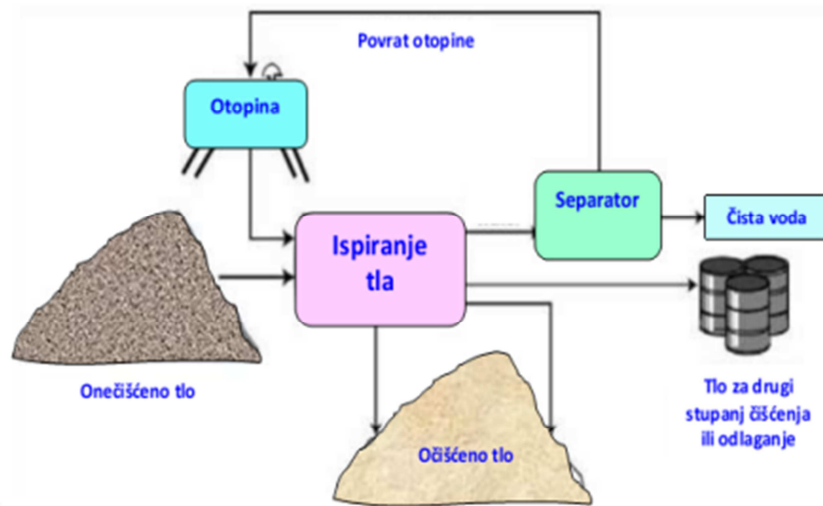 Povrat otopine
Otopina
Separator
Čista voda
Ispiranje
tla
Onečišćeno tlo
Očišćeno tlo
Tlo za drugi
stupanj čišćenja
ili odlaganje